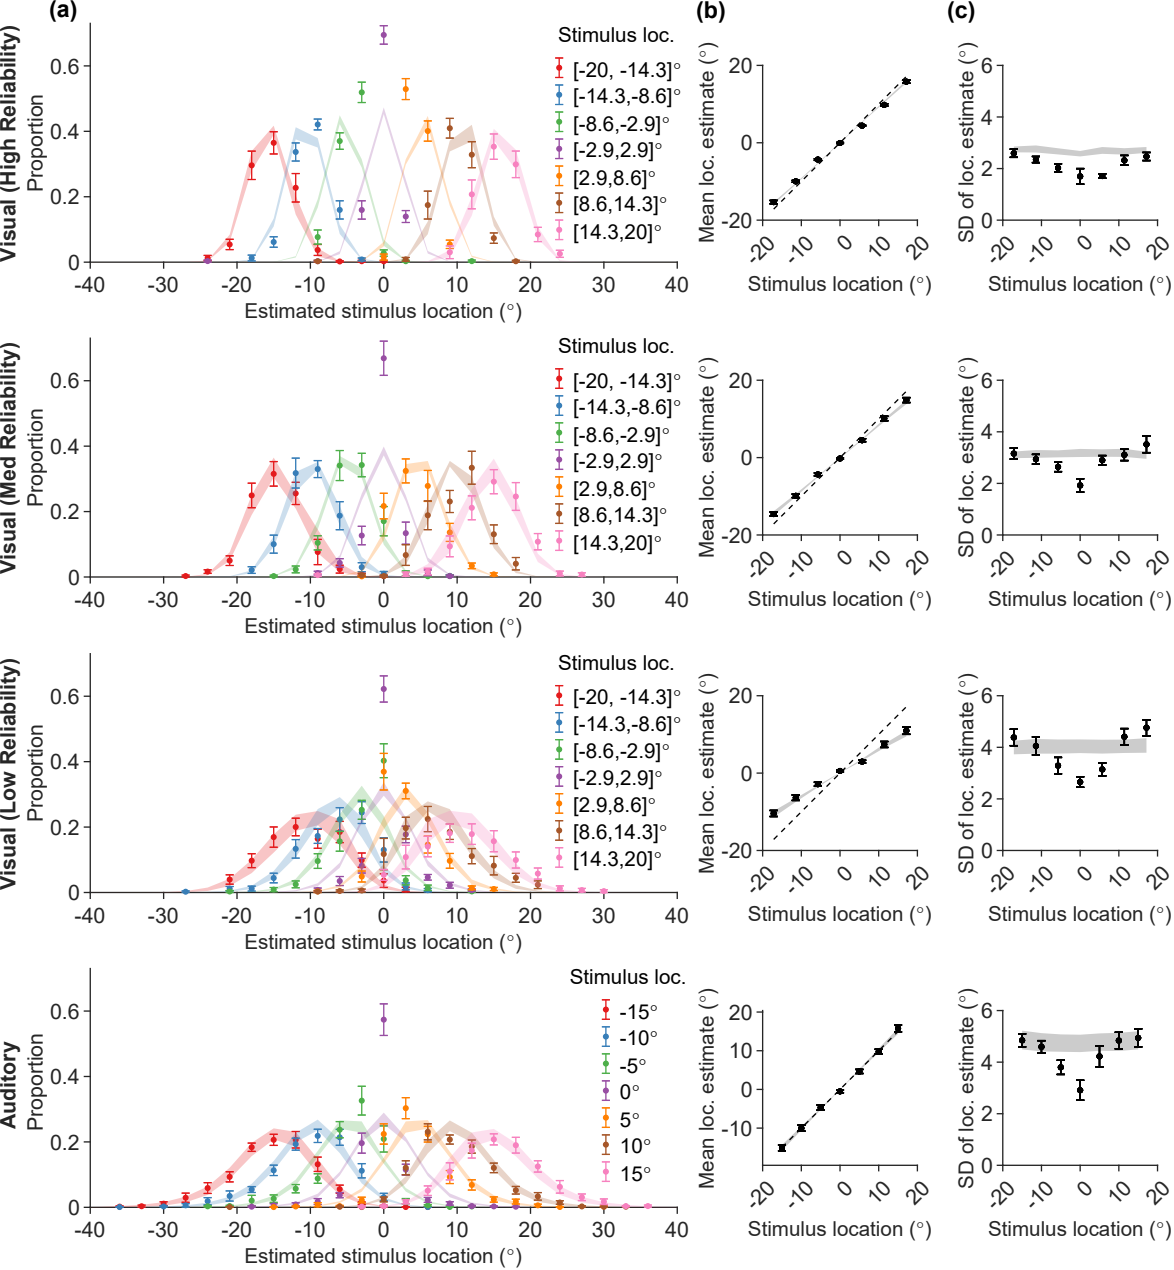 (a)
(b)
(c)
Visual (High Reliability)
Proportion
0.6
0.4
0.2
0
-40 -30 -20 -10 0 10 20 30 40
Estimated stimulus location (°)
Stimulus loc.
[-20, -14.3]°
[-14.3,-8.6]°
[-8.6,-2.9]°
[-2.9,2.9]°
[2.9,8.6]°
[8.6,14.3]°
[14.3,20]°
Mean loc. estimate (°)
20
0
-20
-20 -10 0 10 20
Stimulus location (°)
SD of loc. estimate (°)
6
4
2
0
-20 -10 0 10 20
Stimulus location (°)
Visual (Med Reliability)
Proportion
0.6
0.4
0.2
0
-40 -30 -20 -10 0 10 20 30 40
Estimated stimulus location (°)
Stimulus loc.
[-20, -14.3]°
[-14.3,-8.6]°
[-8.6,-2.9]°
[-2.9,2.9]°
[2.9,8.6]°
[8.6,14.3]°
[14.3,20]°
Mean loc. estimate (°)
20
0
-20
-20 -10 0 10 20
Stimulus location (°)
SD of loc. estimate (°)
6
4
2
0
-20 -10 0 10 20
Stimulus location (°)
Visual (Low Reliability)
Proportion
0.6
0.4
0.2
0
-40 -30 -20 -10 0 10 20 30 40
Estimated stimulus location (°)
Stimulus loc.
[-20, -14.3]°
[-14.3,-8.6]°
[-8.6,-2.9]°
[-2.9,2.9]°
[2.9,8.6]°
[8.6,14.3]°
[14.3,20]°
Mean loc. estimate (°)
20
0
-20
-20 -10 0 10 20
Stimulus location (°)
SD of loc. estimate (°)
6
4
2
0
-20 -10 0 10 20
Stimulus location (°)
Auditory
Proportion
0.6
0.4
0.2
0
-40 -30 -20 -10 0 10 20 30 40
Estimated stimulus location (°)
Stimulus loc.
-15°
-10°
-5°
0°
5°
10°
15°
Mean loc. estimate (°)
20
10
0
-10
-20 -10 0 10 20
Stimulus location (°)
SD of loc. estimate (°)
6
4
2
0
-20 -10 0 10 20
Stimulus location (°)